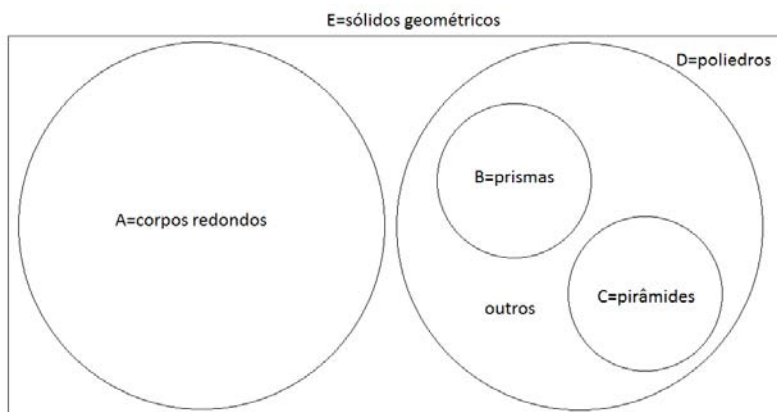 E=sólidos geométricos
D=poliedros
B=prismas
A=corpos redondos
C=pirâmides
outros